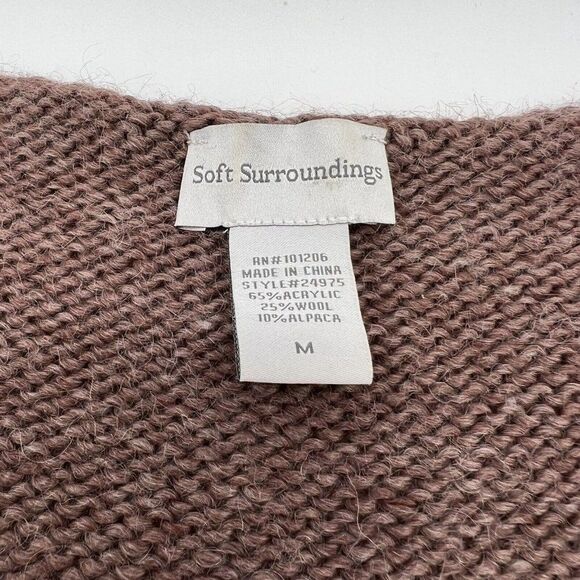 Soft Surroundings
RN#101206
MADE IN CHINA
STYLE#24975
65%ACRYLIC
25%WOOL
10%ALPACA
M